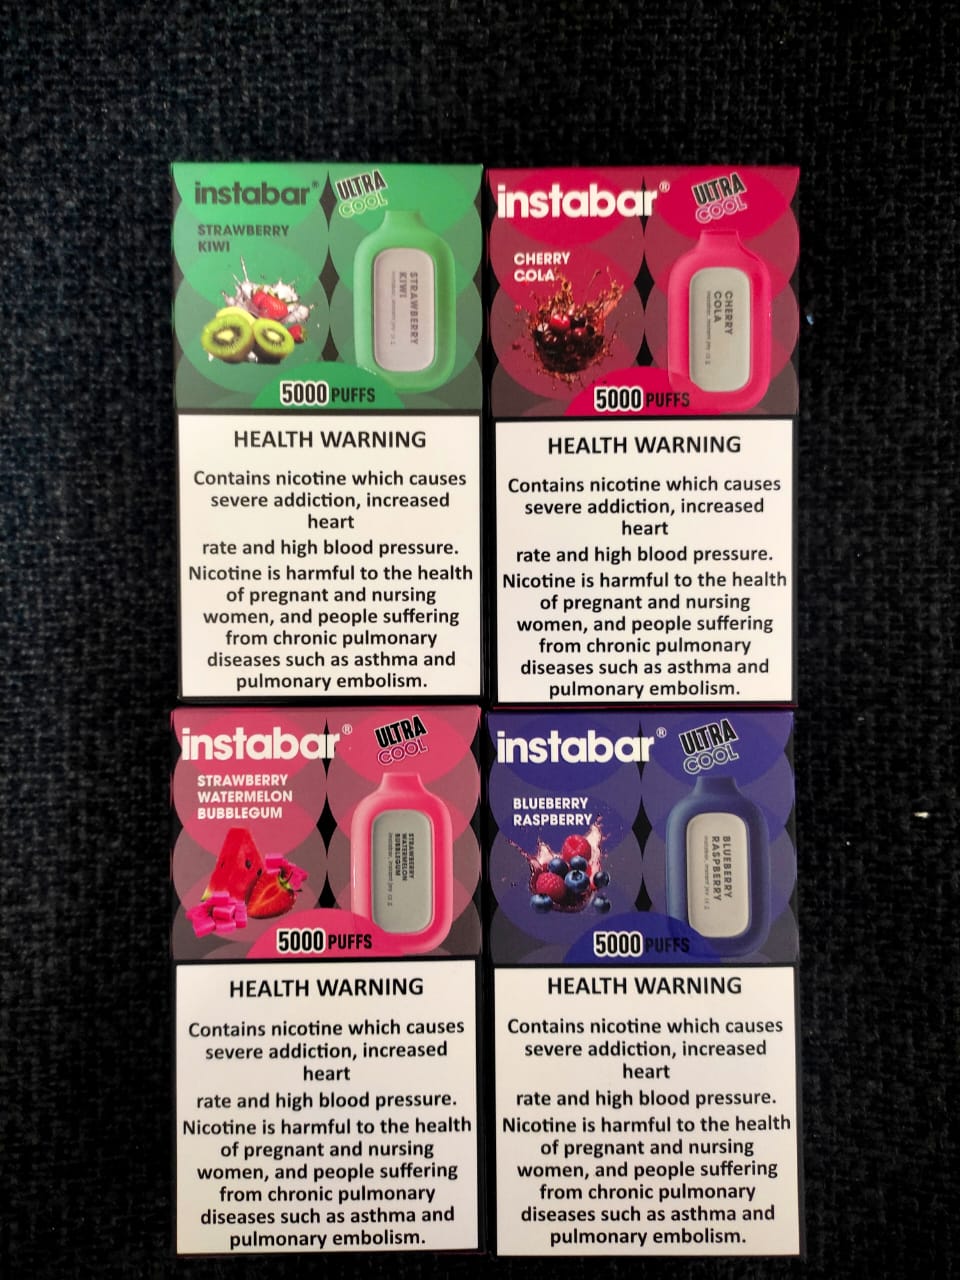 instabar®
ULTRA
COOL
STRAWBERRY
KIWI
STRAWBERRY
KIWI
5000 PUFFS
HEALTH WARNING
Contains nicotine which causes
severe addiction, increased
heart
rate and high blood pressure.
Nicotine is harmful to the health
of pregnant and nursing
women, and people suffering
from chronic pulmonary
diseases such as asthma and
pulmonary embolism.
instabar®
ULTRA
COOL
CHERRY
COLA
CHERRY
COLA
5000 PUFFS
HEALTH WARNING
Contains nicotine which causes
severe addiction, increased
heart
rate and high blood pressure.
Nicotine is harmful to the health
of pregnant and nursing
women, and people suffering
from chronic pulmonary
diseases such as asthma and
pulmonary embolism.
instabar®
ULTRA
COOL
STRAWBERRY
WATERMELON
BUBBLEGUM
STRAWBERRY
WATERMELON
BUBBLEGUM
5000 PUFFS
HEALTH WARNING
Contains nicotine which causes
severe addiction, increased
heart
rate and high blood pressure.
Nicotine is harmful to the health
of pregnant and nursing
women, and people suffering
from chronic pulmonary
diseases such as asthma and
pulmonary embolism.
instabar®
ULTRA
COOL
BLUEBERRY
RASPBERRY
BLUEBERRY
RASPBERRY
5000 PUFFS
HEALTH WARNING
Contains nicotine which causes
severe addiction, increased
heart
rate and high blood pressure.
Nicotine is harmful to the health
of pregnant and nursing
women, and people suffering
from chronic pulmonary
diseases such as asthma and
pulmonary embolism.